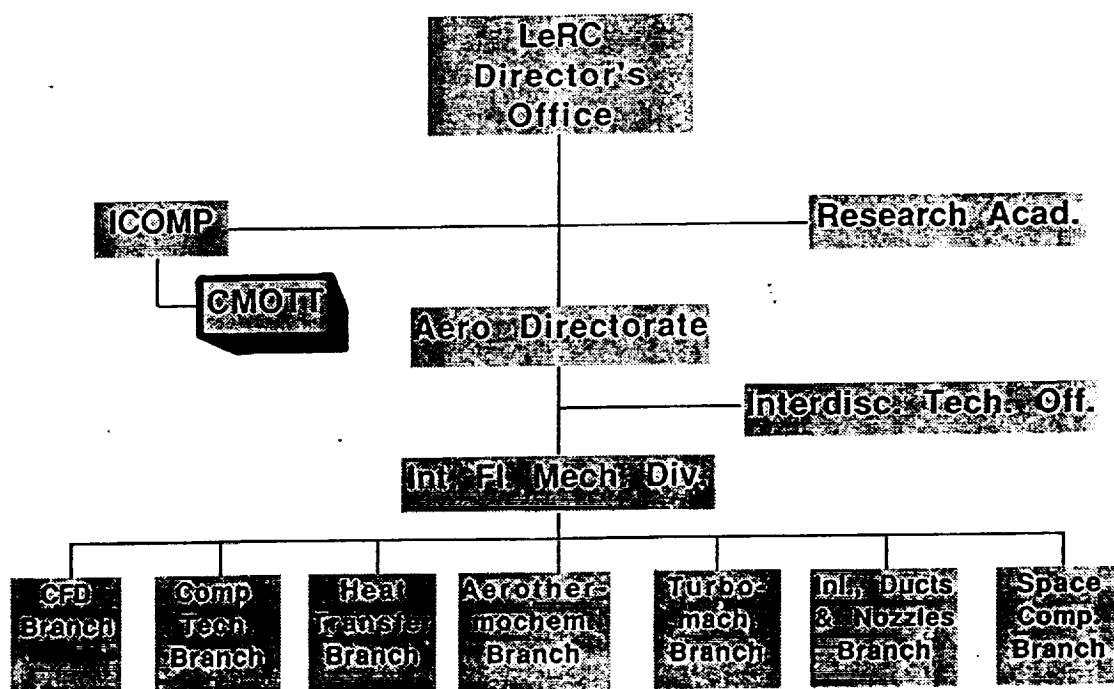 LeRC
Director's
Office
ICOMP
Research Acad.
CMOTT
Aero Directorate
Interdisc. Tech. Off.
Int. Fl. Mech Div.
CFD
Branch
Comp
Tech.
Branch
Heat
Transfer
Branch
Aerother-
mochem.
Branch
Turbo-
mach.
Branch
Inl., Ducts
& Nozzles
Branch
Space
Comp.
Branch